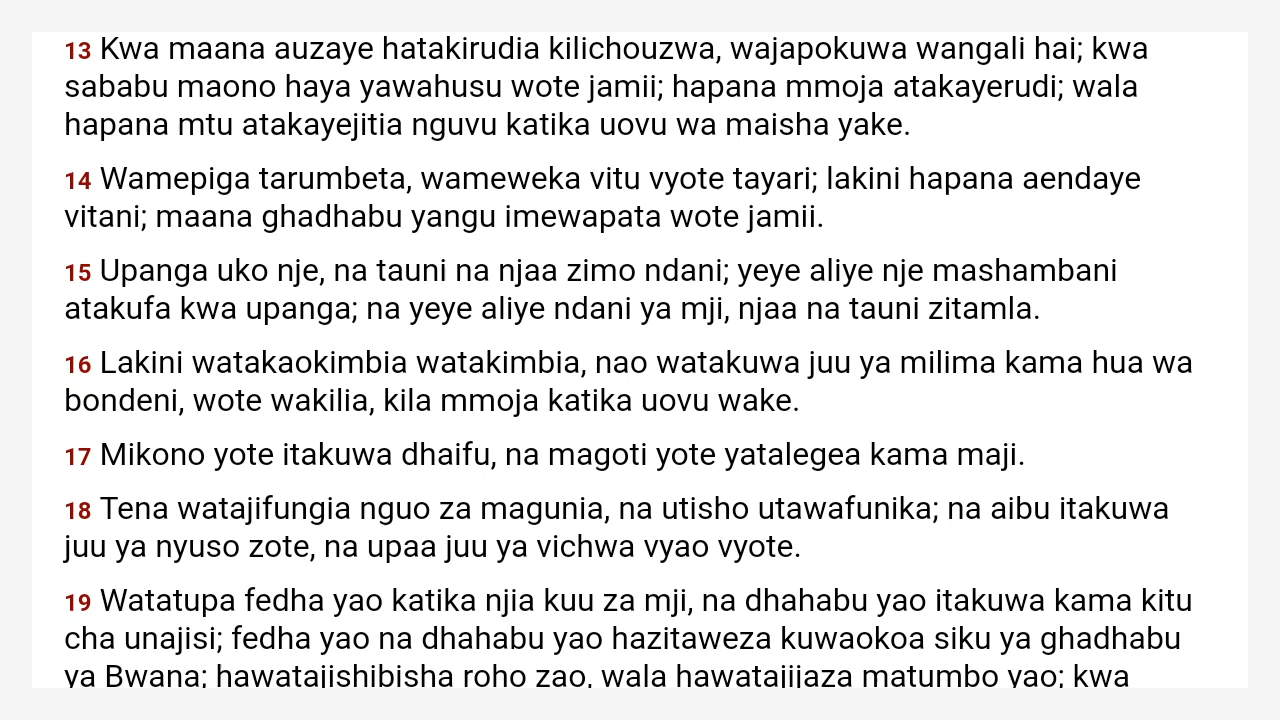 13 Kwa maana auzaye hatakirudia kilichouzwa, wajapokuwa wangali hai; kwa
sababu maono haya yawahusu wote jamii; hapana mmoja atakayerudi; wala
hapana mtu atakayejitia nguvu katika uovu wa maisha yake.
14 Wamepiga tarumbeta, wameweka vitu vyote tayari; lakini hapana aendaye
vitani; maana ghadhabu yangu imewapata wote jamii.
15 Upanga uko nje, na tauni na njaa zimo ndani; yeye aliye nje mashambani
atakufa kwa upanga; na yeye aliye ndani ya mji, njaa na tauni zitamla.
16 Lakini watakaokimbia watakimbia, nao watakuwa juu ya milima kama hua wa
bondeni, wote wakilia, kila mmoja katika uovu wake.
17 Mikono yote itakuwa dhaifu, na magoti yote yatalegea kama maji.
18 Tena watajifungia nguo za magunia, na utisho utawafunika; na aibu itakuwa
juu ya nyuso zote, na upaa juu ya vichwa vyao vyote.
19 Watatupa fedha yao katika njia kuu za mji, na dhahabu yao itakuwa kama kitu
cha unajisi; fedha yao na dhahabu yao hazitaweza kuwaokoa siku ya ghadhabu
ya Bwana; hawatajishibisha roho zao, wala hawatajijaza matumbo yao; kwa